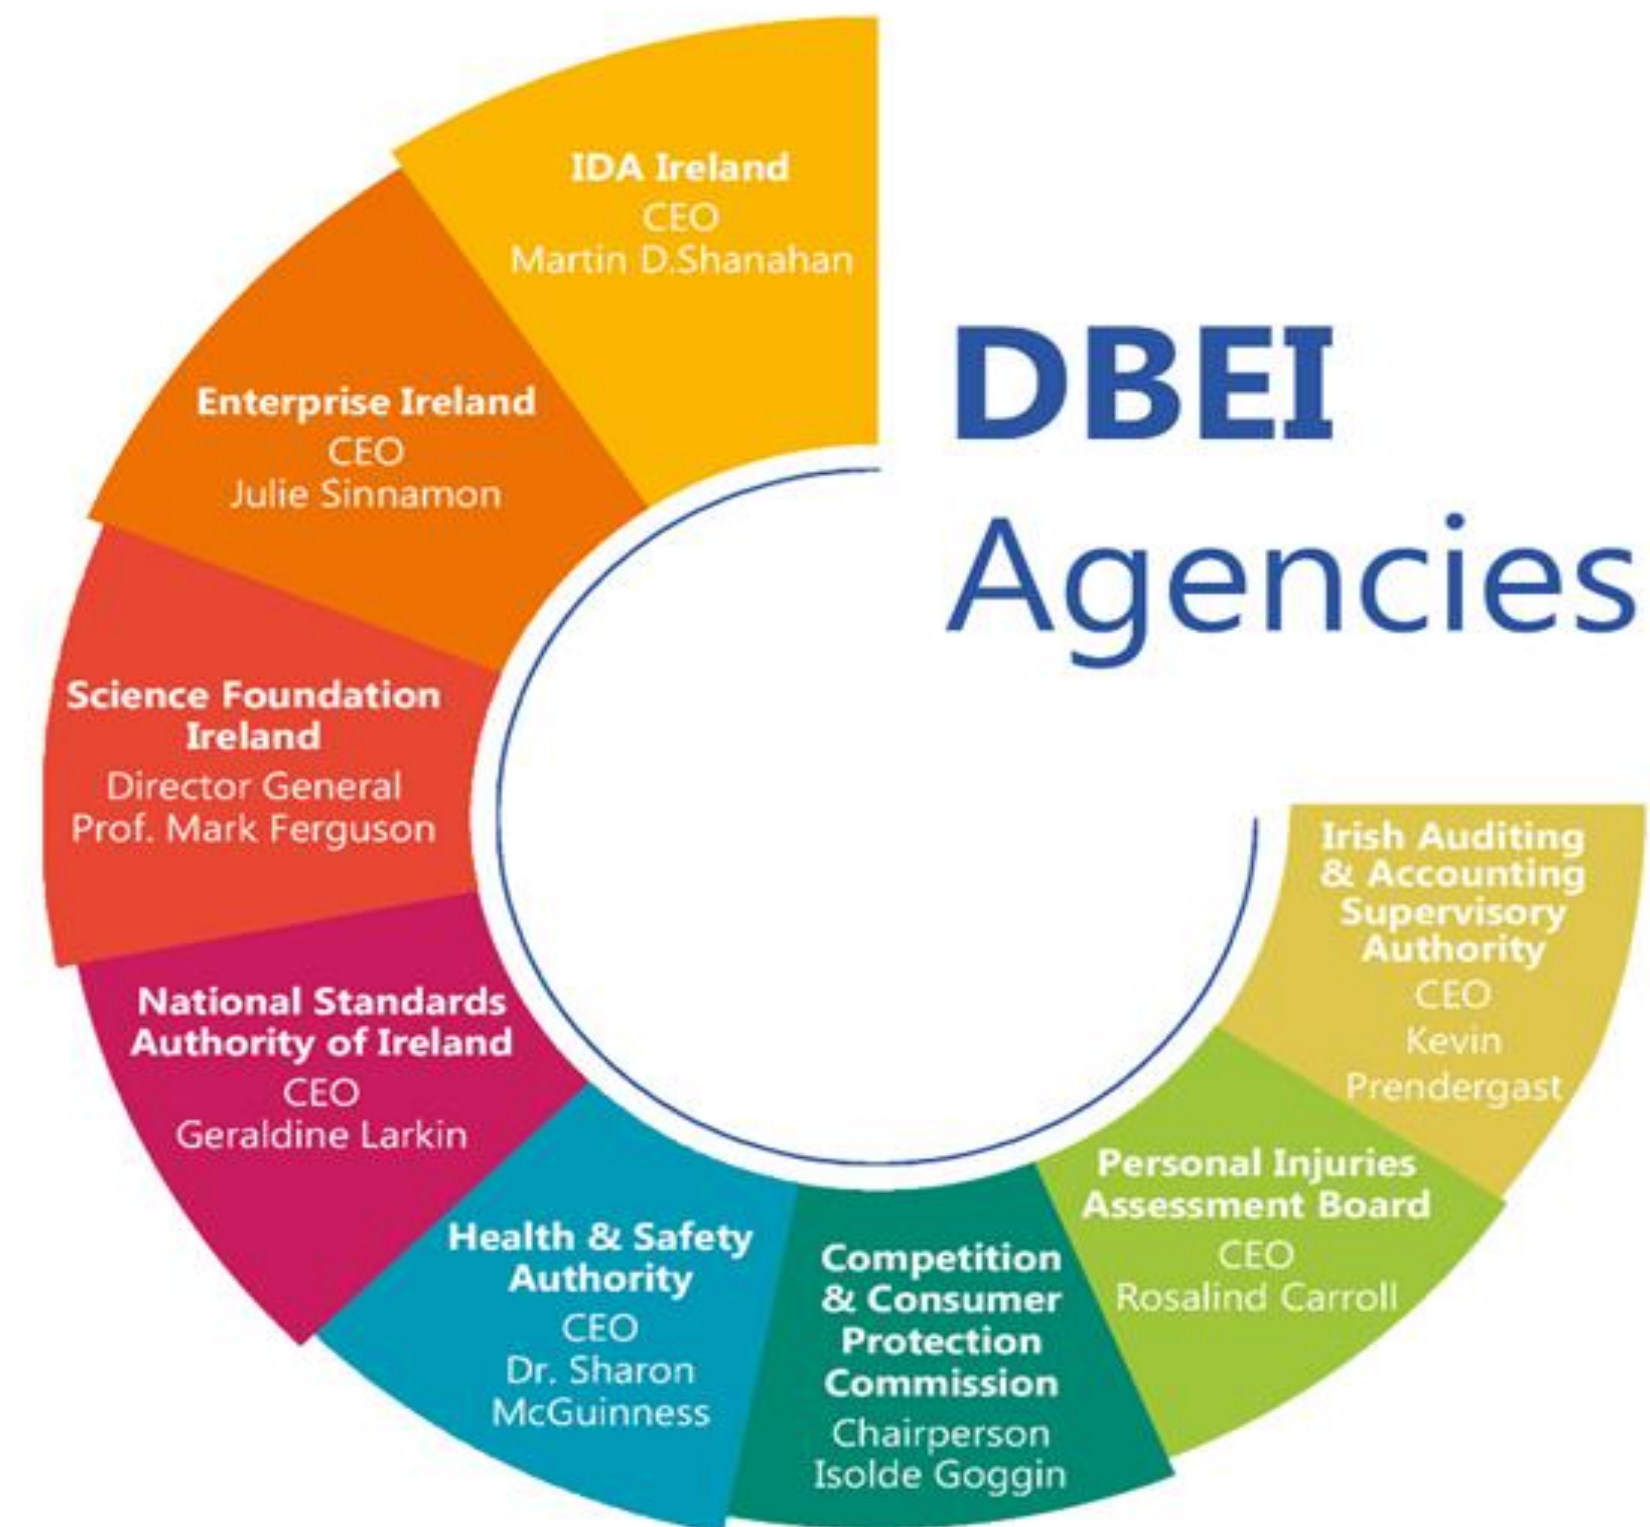 DBEI
Agencies
IDA Ireland
CEO
Martin D.Shanahan
Enterprise Ireland
CEO
Julie Sinnamon
Science Foundation
Ireland
Director General
Prof. Mark Ferguson
National Standards
Authority of Ireland
CEO
Geraldine Larkin
Health & Safety
Authority
CEO
Dr. Sharon
McGuinness
Competition
& Consumer
Protection
Commission
Chairperson
Isolde Goggin
Personal Injuries
Assessment Board
CEO
Rosalind Carroll
Irish Auditing
& Accounting
Supervisory
Authority
CEO
Kevin
Prendergast